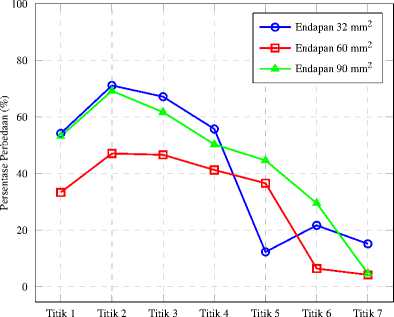 100
80
60
40
20
0
Persentase Perbedaan (%)
Endapan 32 mm²
Endapan 60 mm²
Endapan 90 mm²
Titik 1 Titik 2 Titik 3 Titik 4 Titik 5 Titik 6 Titik 7